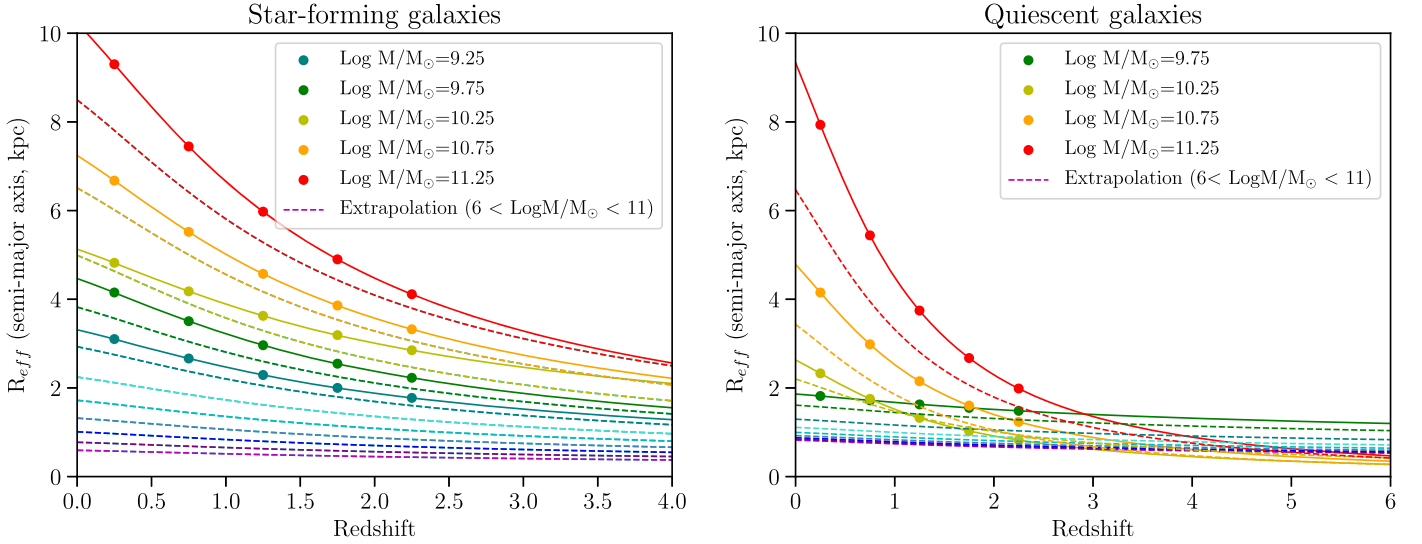 Star-forming galaxies
R_eff (semi-major axis, kpc)
10
8
6
4
2
0
Log M/M⊙=9.25
Log M/M⊙=9.75
Log M/M⊙=10.25
Log M/M⊙=10.75
Log M/M⊙=11.25
Extrapolation (6 < LogM/M⊙ < 11)
0.0 0.5 1.0 1.5 2.0 2.5 3.0 3.5 4.0
Redshift
Quiescent galaxies
R_eff (semi-major axis, kpc)
10
8
6
4
2
0
Log M/M⊙=9.75
Log M/M⊙=10.25
Log M/M⊙=10.75
Log M/M⊙=11.25
Extrapolation (6< LogM/M⊙ < 11)
0 1 2 3 4 5 6
Redshift